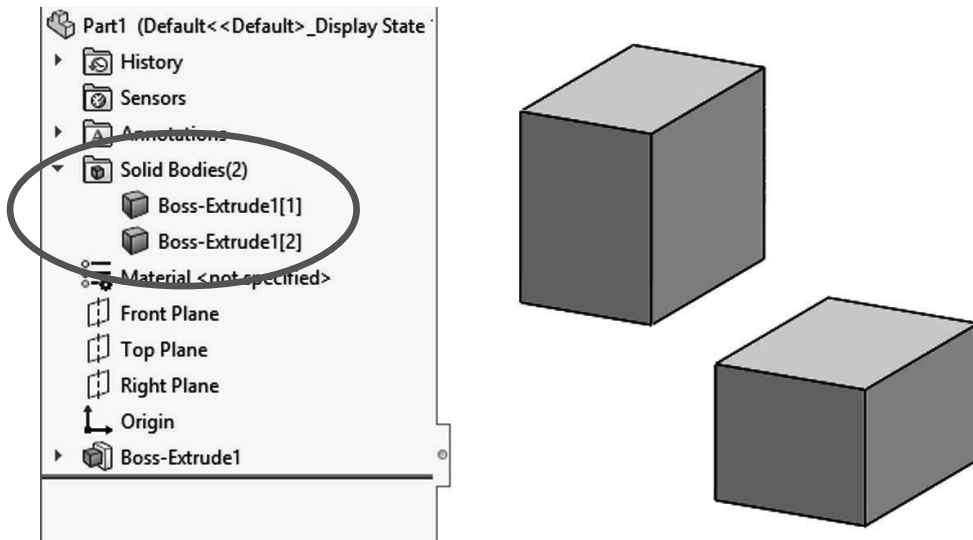 Part1 (Default<<Default>_Display State
History
Sensors
Annotations
Solid Bodies(2)
Boss-Extrude1[1]
Boss-Extrude1[2]
Material <not specified>
Front Plane
Top Plane
Right Plane
Origin
Boss-Extrude1